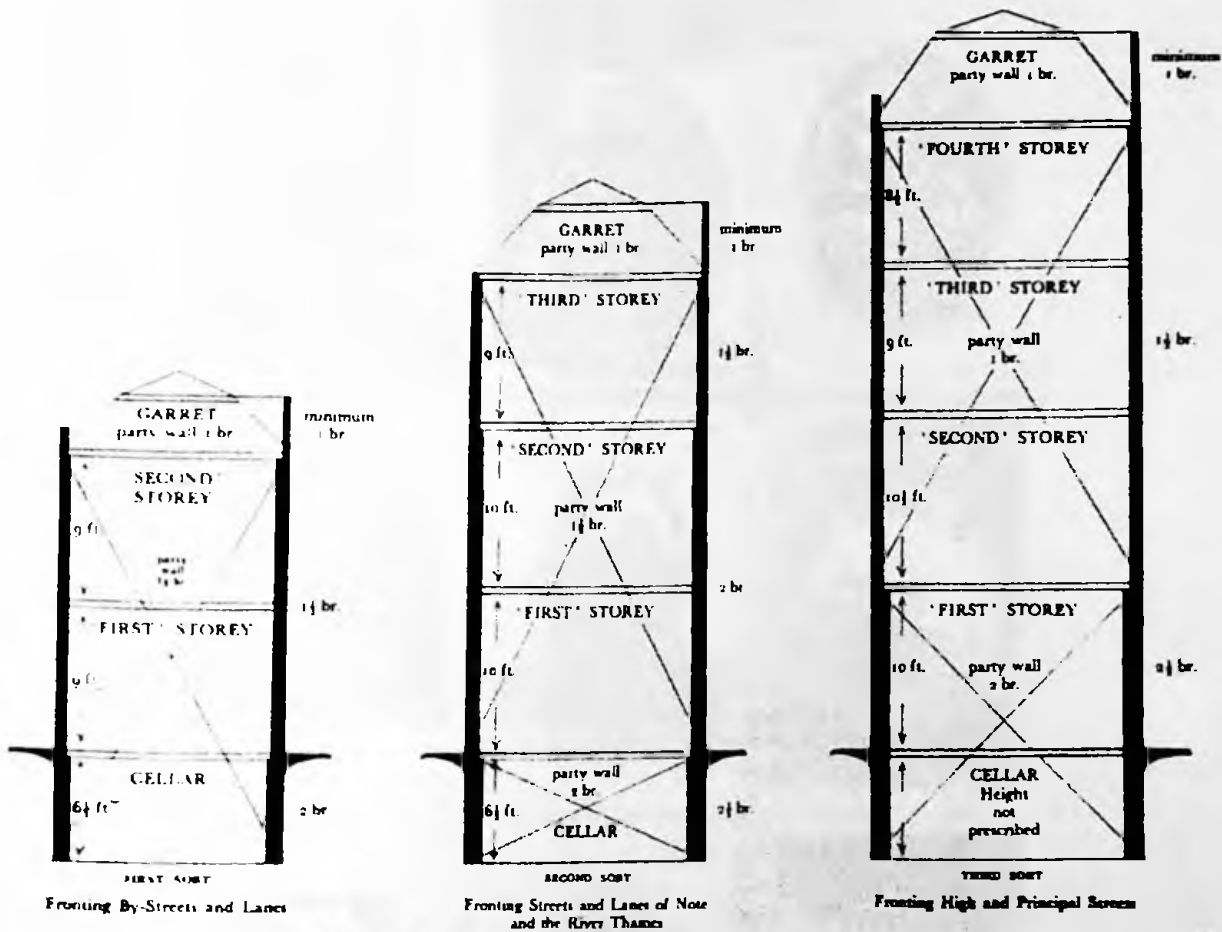 GARRET
party wall 1 br
minimum
1 br
'SECOND'
STOREY
9 ft
party
wall
1½ br
1½ br.
'FIRST' STOREY
9 ft
CELLAR
6½ ft
2 br
FIRST SORT
Fronting By-Streets and Lanes
GARRET
party wall 1 br
minimum
1 br
'THIRD' STOREY
9 ft.
1½ br.
'SECOND' STOREY
10 ft.
party wall
1½ br.
2 br
'FIRST' STOREY
10 ft.
party wall
2 br.
6½ ft.
CELLAR
2½ br.
SECOND SORT
Fronting Streets and Lanes of Note
and the River Thames
GARRET
party wall 1 br.
minimum
1 br.
'FOURTH' STOREY
8½ ft.
'THIRD' STOREY
9 ft.
party wall
1 br.
1½ br.
'SECOND' STOREY
10½ ft.
'FIRST' STOREY
10 ft.
party wall
2 br.
2½ br.
CELLAR
Height
not
prescribed
THIRD SORT
Fronting High and Principal Streets